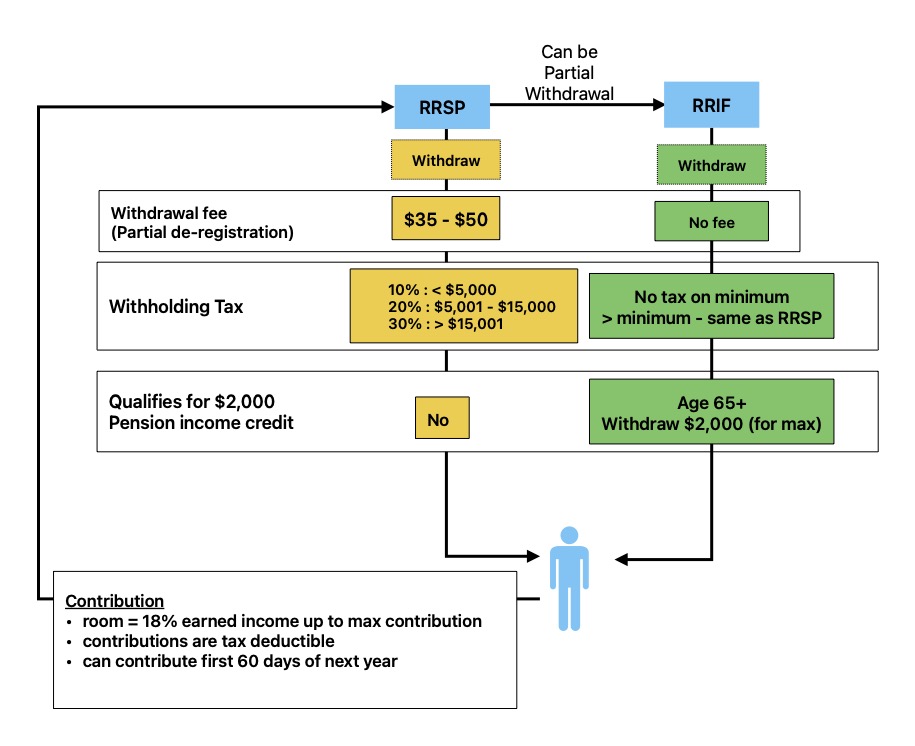 Can be
Partial
Withdrawal
RRSP
RRIF
Withdraw
Withdraw
Withdrawal fee
(Partial de-registration)
$35 - $50
No fee
Withholding Tax
10% : < $5,000
20% : $5,001 - $15,000
30% : > $15,001
No tax on minimum
> minimum - same as RRSP
Qualifies for $2,000
Pension income credit
No
Age 65+
Withdraw $2,000 (for max)
Contribution
• room = 18% earned income up to max contribution
• contributions are tax deductible
• can contribute first 60 days of next year